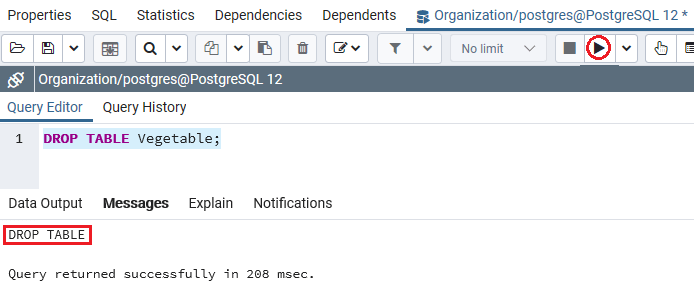 Properties SQL Statistics Dependencies Dependents Organization/postgres@PostgreSQL 12 *
No limit
Organization/postgres@PostgreSQL 12
Query Editor Query History
1 DROP TABLE Vegetable;
Data Output Messages Explain Notifications
DROP TABLE
Query returned successfully in 208 msec.